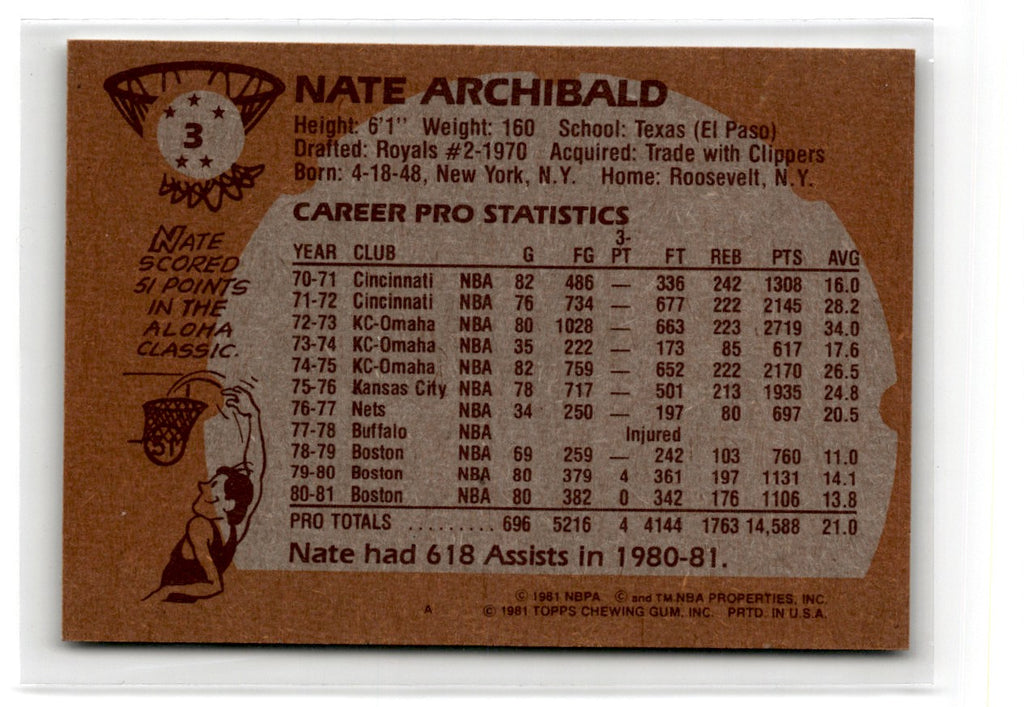 3
NATE ARCHIBALD
Height: 6'1" Weight: 160 School: Texas (El Paso)
Drafted: Royals #2-1970 Acquired: Trade with Clippers
Born: 4-18-48, New York, N.Y. Home: Roosevelt, N.Y.
NATE
SCORED
51 POINTS
IN THE
ALOHA
CLASSIC.
51
CAREER PRO STATISTICS
YEAR CLUB G FG 3-PT FT REB PTS AVG
70-71 Cincinnati NBA 82 486 — 336 242 1308 16.0
71-72 Cincinnati NBA 76 734 — 677 222 2145 28.2
72-73 KC-Omaha NBA 80 1028 — 663 223 2719 34.0
73-74 KC-Omaha NBA 35 222 — 173 85 617 17.6
74-75 KC-Omaha NBA 82 759 — 652 222 2170 26.5
75-76 Kansas City NBA 78 717 — 501 213 1935 24.8
76-77 Nets NBA 34 250 — 197 80 697 20.5
77-78 Buffalo NBA Injured
78-79 Boston NBA 69 259 — 242 103 760 11.0
79-80 Boston NBA 80 379 4 361 197 1131 14.1
80-81 Boston NBA 80 382 0 342 176 1106 13.8
PRO TOTALS ......... 696 5216 4 4144 1763 14,588 21.0
Nate had 618 Assists in 1980-81.
© 1981 NBPA © and TM NBA PROPERTIES, INC.
A © 1981 TOPPS CHEWING GUM, INC. PRTD. IN U.S.A.